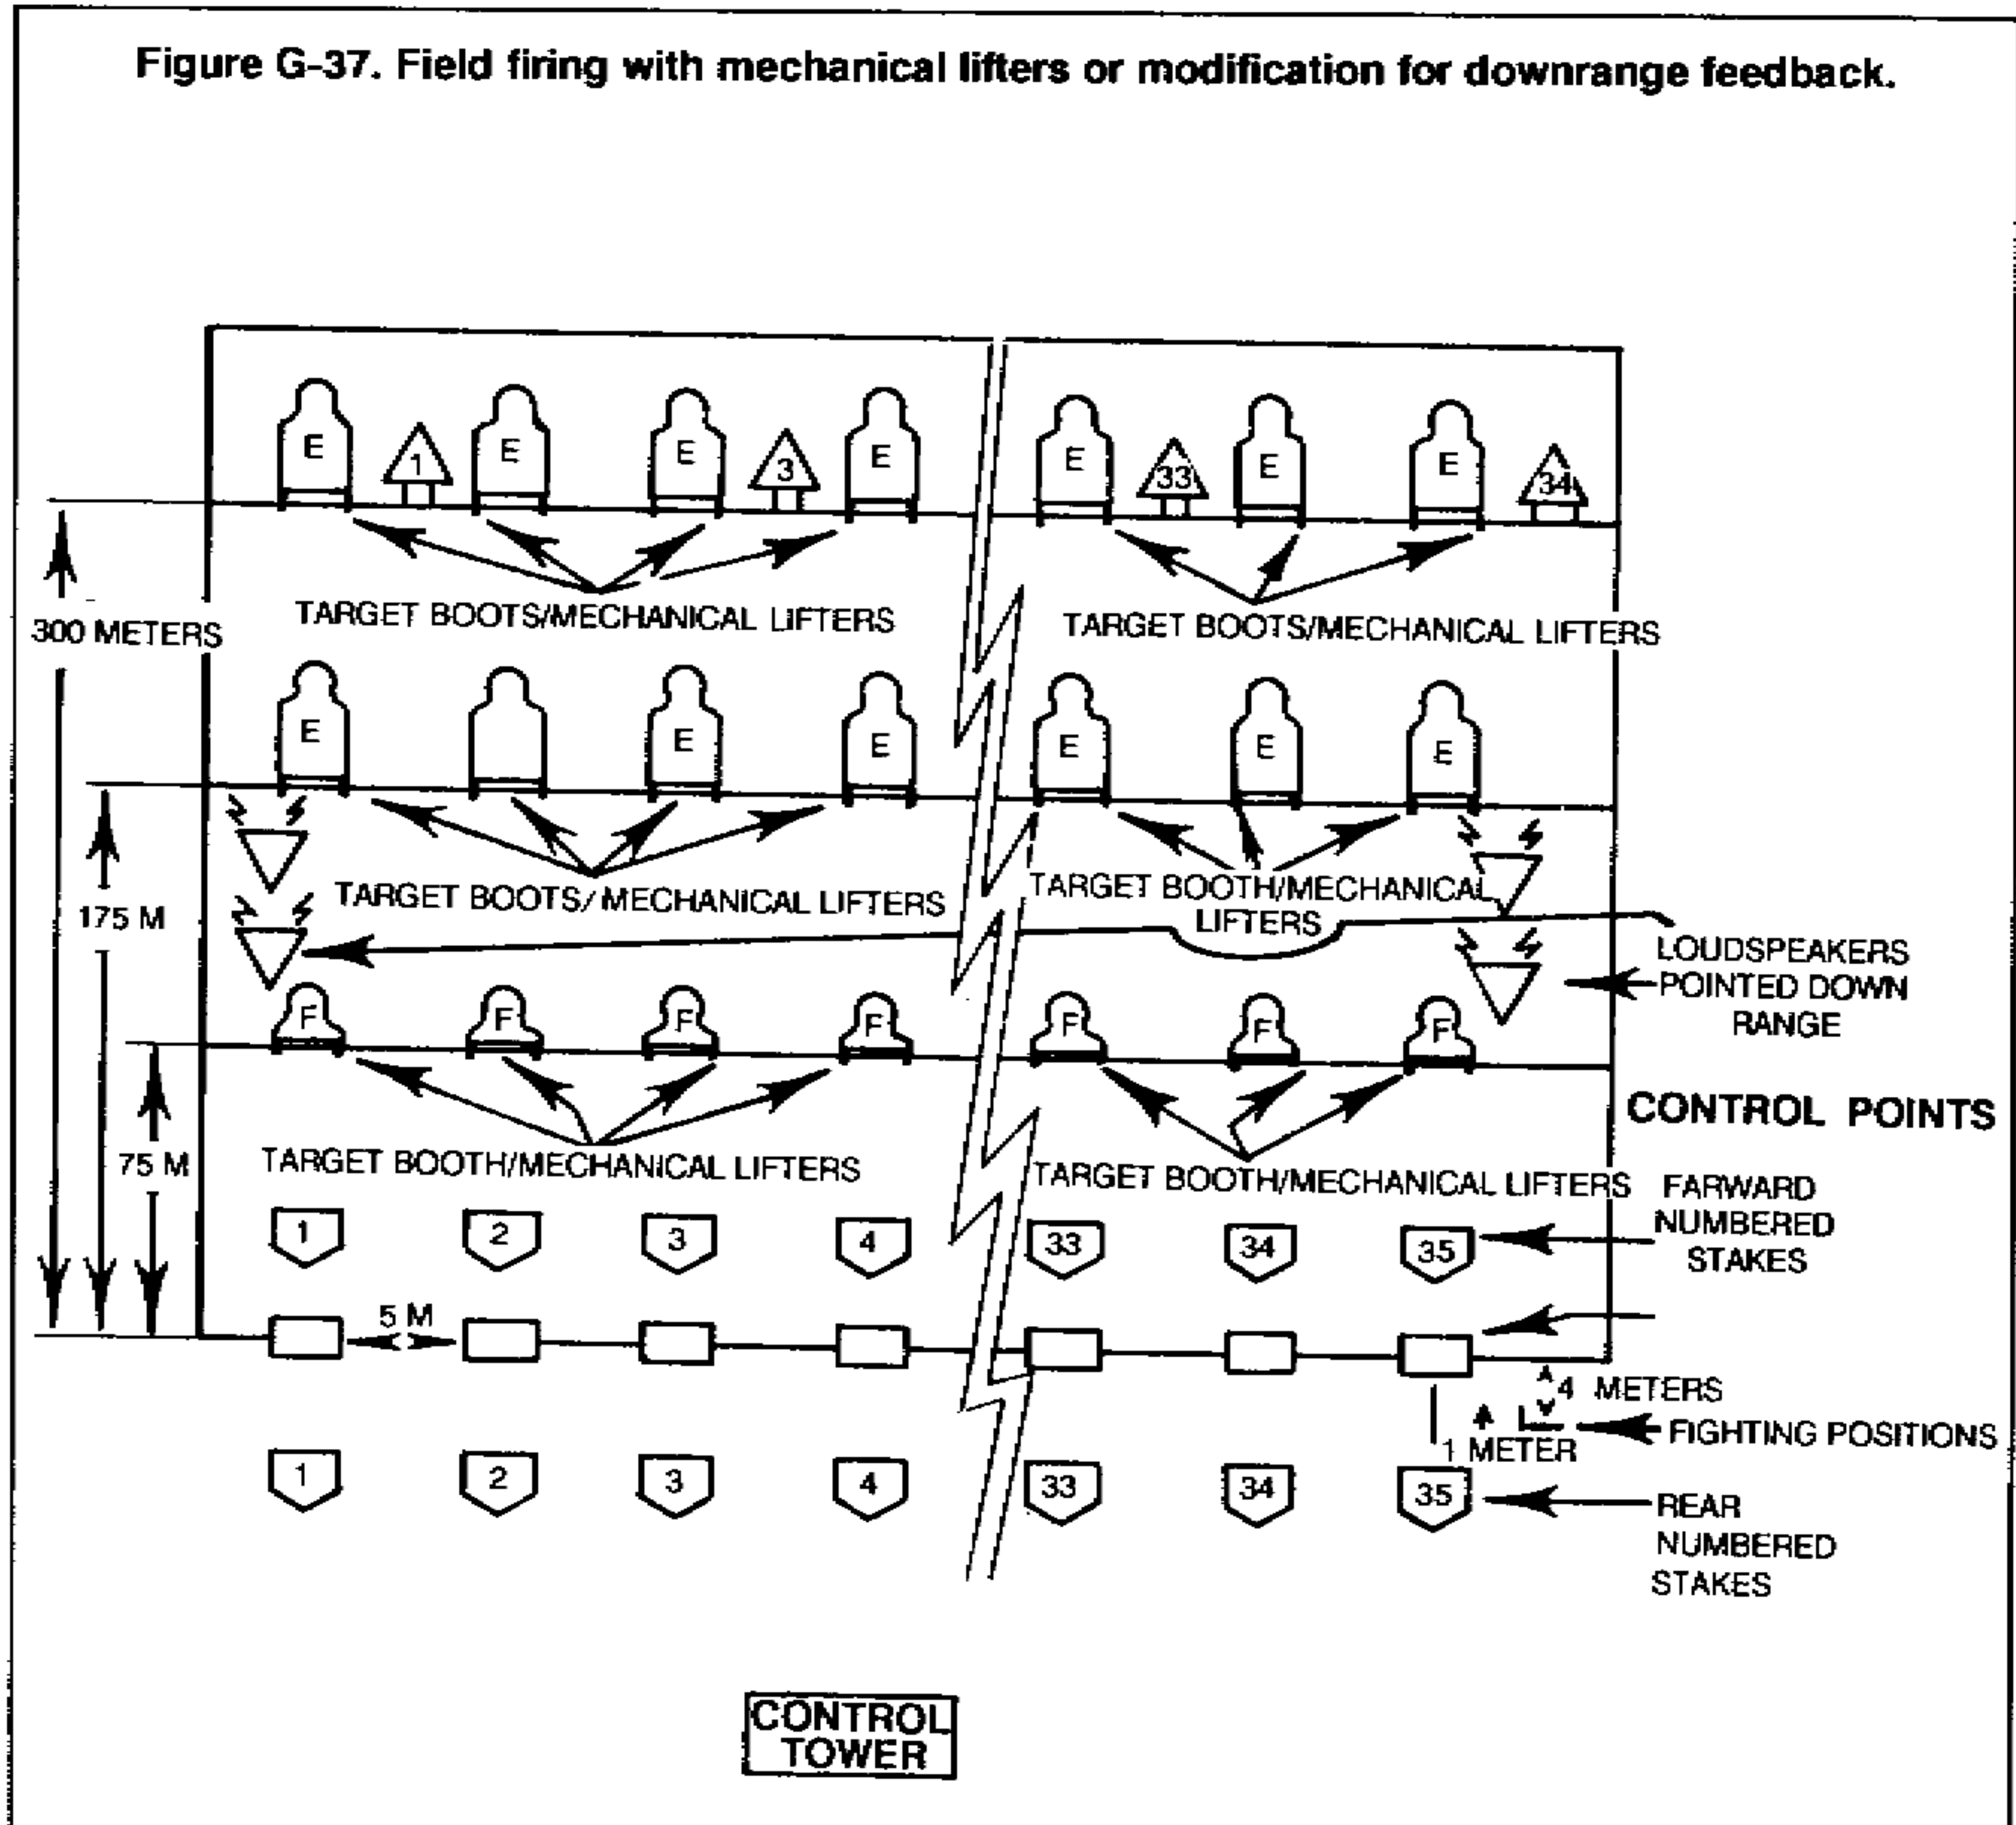 Figure G-37. Field firing with mechanical lifters or modification for downrange feedback.
E E E E E E E
1 3 33 34
300 METERS
TARGET BOOTS/MECHANICAL LIFTERS
TARGET BOOTS/MECHANICAL LIFTERS
E E E E E E
175 M
TARGET BOOTS/MECHANICAL LIFTERS
TARGET BOOTH/MECHANICAL
LIFTERS
LOUDSPEAKERS
POINTED DOWN
RANGE
F F F F F F F
CONTROL POINTS
75 M
TARGET BOOTH/MECHANICAL LIFTERS
TARGET BOOTH/MECHANICAL LIFTERS
FARWARD
NUMBERED
STAKES
1 2 3 4 33 34 35
5 M
4 METERS
FIGHTING POSITIONS
1 METER
1 2 3 4 33 34 35
REAR
NUMBERED
STAKES
CONTROL
TOWER